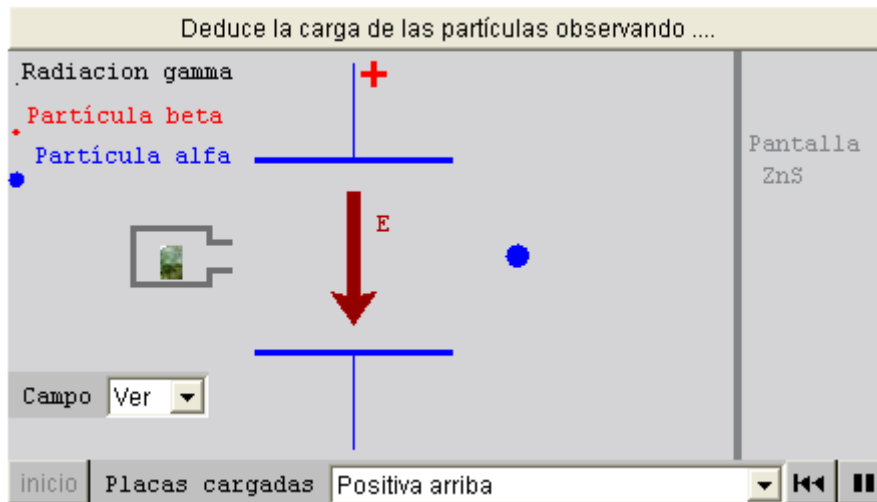 Deduce la carga de las partículas observando ....
Radiacion gamma
Partícula beta
Partícula alfa
Pantalla
ZnS
E
Campo Ver
inicio Placas cargadas Positiva arriba